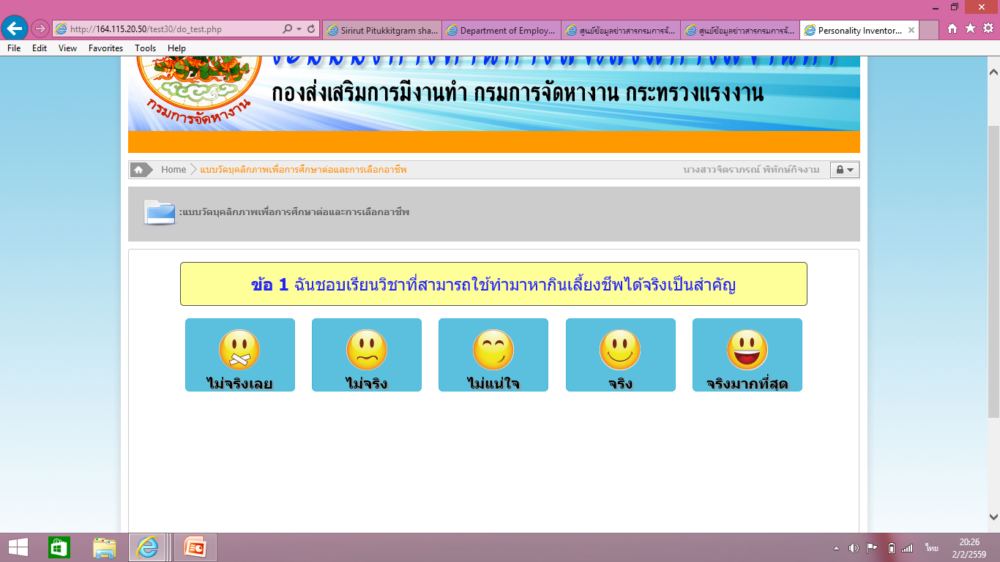 http://164.115.20.50/test30/do_test.php
Sirirut Pitukkitgram sha...
Department of Employ...
ศูนย์ข้อมูลข่าวสารกรมการจั...
ศูนย์ข้อมูลข่าวสารกรมการจั...
Personality Inventor...
File Edit View Favorites Tools Help
กรมการจัดหางาน
กองส่งเสริมการมีงานทำ กรมการจัดหางาน กระทรวงแรงงาน
Home แบบวัดบุคลิกภาพเพื่อการศึกษาต่อและการเลือกอาชีพ นางสาวจิตราภรณ์ พิทักษ์กิจงาม
:แบบวัดบุคลิกภาพเพื่อการศึกษาต่อและการเลือกอาชีพ
ข้อ 1 ฉันชอบเรียนวิชาที่สามารถใช้ทำมาหากินเลี้ยงชีพได้จริงเป็นสำคัญ
ไม่จริงเลย ไม่จริง ไม่แน่ใจ จริง จริงมากที่สุด
ไทย
20:26
2/2/2559